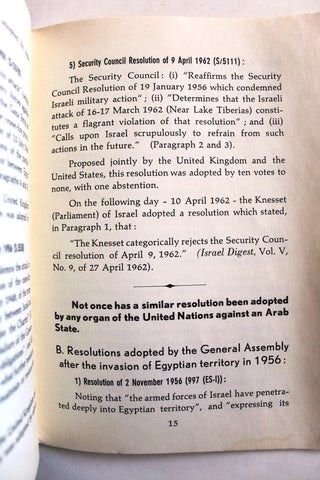 5) Security Council Resolution of 9 April 1962 (S/5111) :
The Security Council : (i) "Reaffirms the Security
Council Resolution of 19 January 1956 which condemned
Israeli military action" ; (ii) "Determines that the Israeli
attack of 16-17 March 1962 (Near Lake Tiberias) consti-
tutes a flagrant violation of that resolution" ; and (iii)
"Calls upon Israel scrupulously to refrain from such
actions in the future." (Paragraph 2 and 3).
Proposed jointly by the United Kingdom and the
United States, this resolution was adopted by ten votes to
none, with one abstention.
On the following day - 10 April 1962 - the Knesset
(Parliament) of Israel adopted a resolution which stated,
in Paragraph 1, that :
"The Knesset categorically rejects the Security Coun-
cil resolution of April 9, 1962." (Israel Digest, Vol. V,
No. 9, of 27 April 1962).
Not once has a similar resolution been adopted
by any organ of the United Nations against an Arab
State.
B. Resolutions adopted by the General Assembly
after the invasion of Egyptian territory in 1956 :
1) Resolution of 2 November 1956 (997 (ES-I)) :
Noting that "the armed forces of Israel have penet-
rated deeply into Egyptian territory", and "expressing its
15